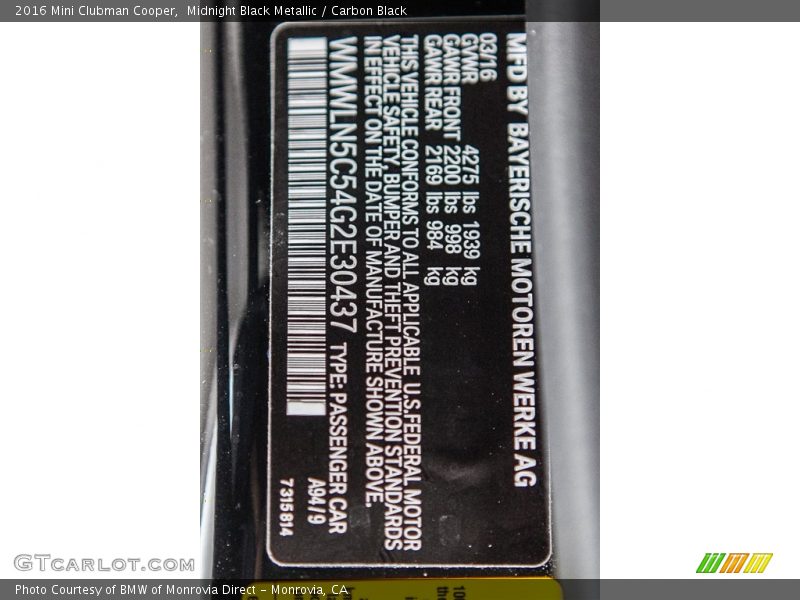 2016 Mini Clubman Cooper,  Midnight Black Metallic / Carbon Black
MFD BY BAYERISCHE MOTOREN WERKE AG
03/16
GVWR 4275 lbs 1939 kg
GAWR FRONT 2200 lbs 998 kg
GAWR REAR 2169 lbs 984 kg
THIS VEHICLE CONFORMS TO ALL APPLICABLE U.S. FEDERAL MOTOR
VEHICLE SAFETY, BUMPER AND THEFT PREVENTION STANDARDS
IN EFFECT ON THE DATE OF MANUFACTURE SHOWN ABOVE.
WMWLN5C54G2E30437 TYPE: PASSENGER CAR
A94/9
7315814
GTCARLOT.COM
Photo Courtesy of BMW of Monrovia Direct - Monrovia, CA